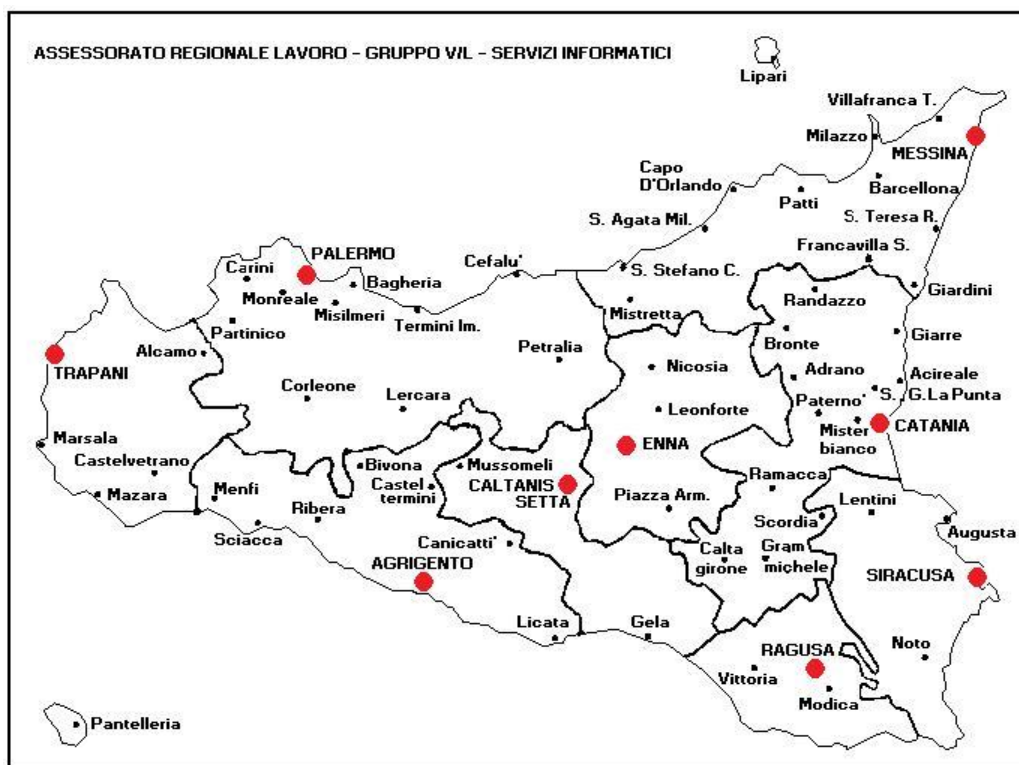 ASSESSORATO REGIONALE LAVORO - GRUPPO V/L - SERVIZI INFORMATICI
Lipari
Villafranca T.
Milazzo
MESSINA
Capo
D'Orlando
Barcellona
Patti
S. Agata Mil.
S. Teresa R.
Francavilla S.
PALERMO
Carini
Bagheria
Cefalu'
S. Stefano C.
Giardini
Monreale
Misilmeri
Randazzo
Termini Im.
Mistretta
Partinico
Giarre
Bronte
Alcamo
Petralia
TRAPANI
Nicosia
Adrano
Acireale
Corleone
Lercara
Paterno'
S. G.La Punta
Leonforte
Mister
bianco
CATANIA
Marsala
ENNA
Castelvetrano
Bivona
Mussomeli
Ramacca
Castel
termini
CALTANIS
SETTA
Mazara
Menfi
Piazza Arm.
Lentini
Ribera
Scordia
Augusta
Sciacca
Canicatti'
Calta
girone
Gram
michele
AGRIGENTO
SIRACUSA
Licata
Gela
Noto
RAGUSA
Vittoria
Modica
Pantelleria